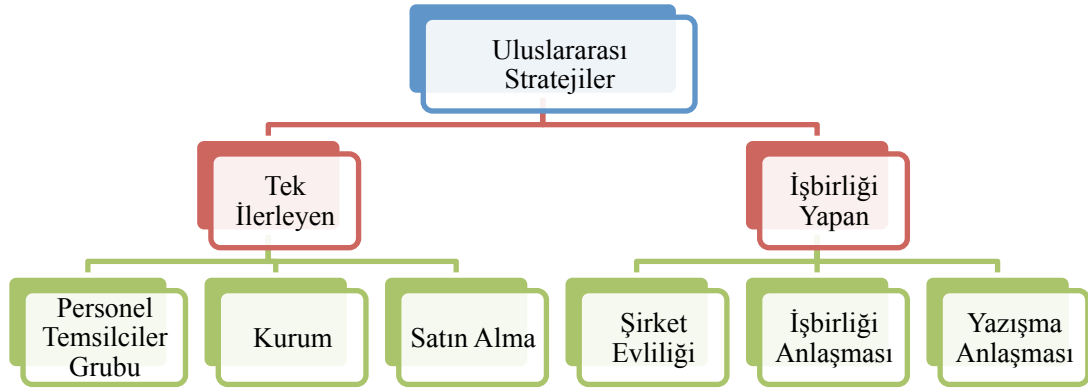 Uluslararası
Stratejiler
Tek
İlerleyen
İşbirliği
Yapan
Personel
Temsilciler
Grubu
Kurum
Satın Alma
Şirket
Evliliği
İşbirliği
Anlaşması
Yazışma
Anlaşması